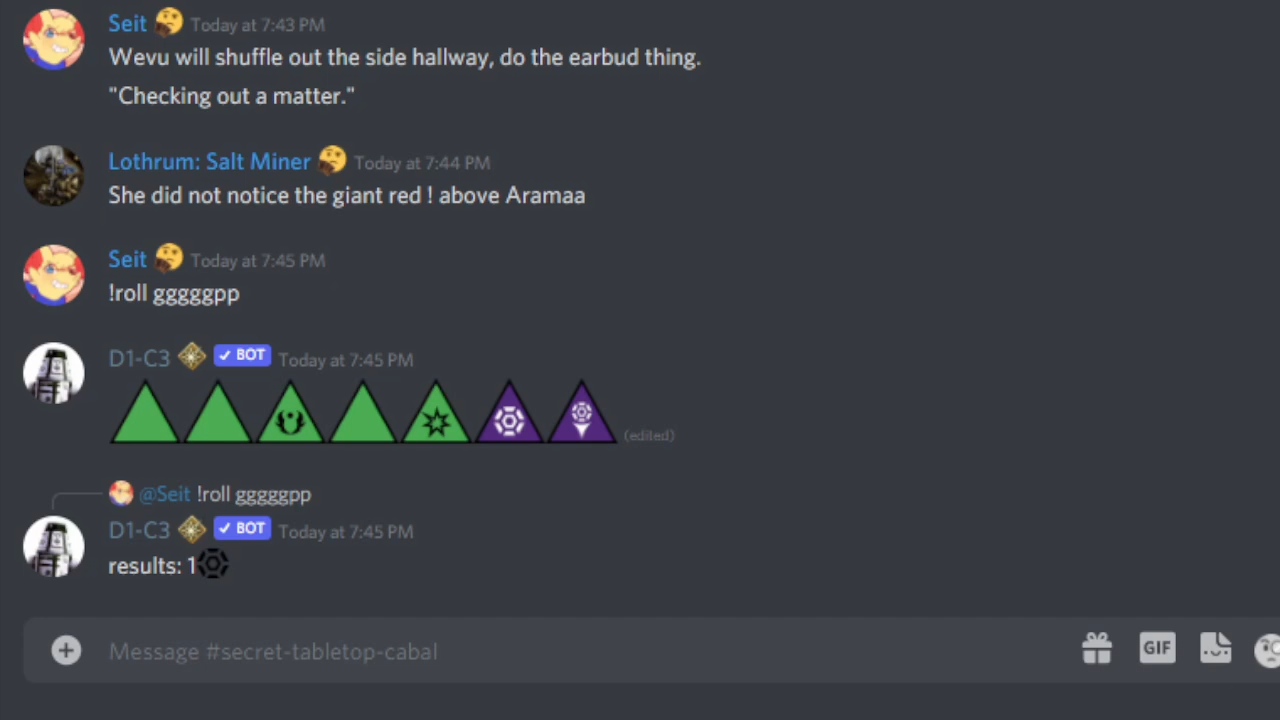 Seit Today at 7:43 PM
Wevu will shuffle out the side hallway, do the earbud thing.
"Checking out a matter."
Lothrum: Salt Miner Today at 7:44 PM
She did not notice the giant red ! above Aramaa
Seit Today at 7:45 PM
!roll gggggpp
D1-C3 ✓ BOT Today at 7:45 PM
(edited)
@Seit !roll gggggpp
D1-C3 ✓ BOT Today at 7:45 PM
results: 1
Message #secret-tabletop-cabal
GIF